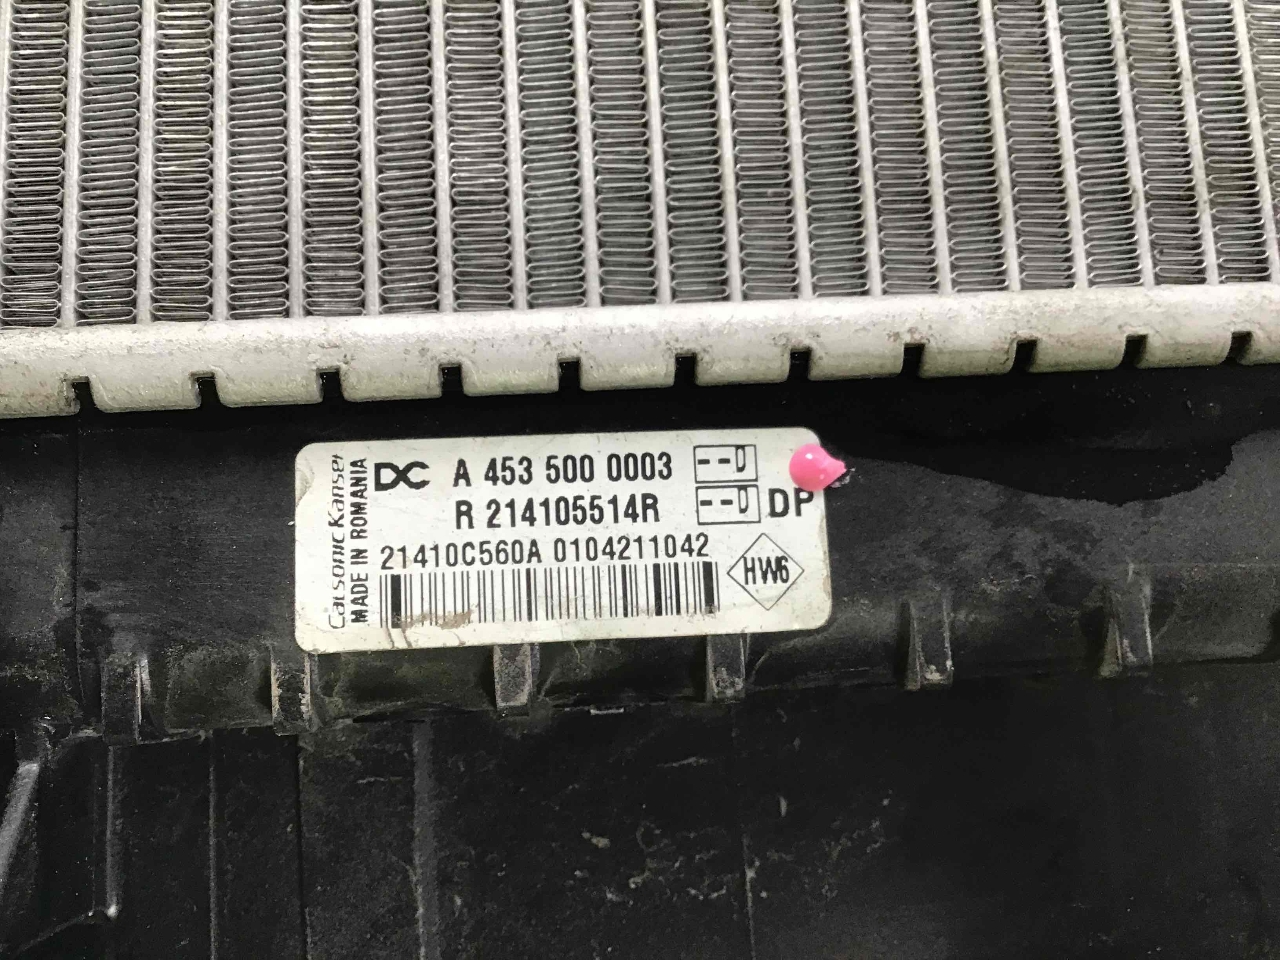 Calsonic Kansei
MADE IN ROMANIA
DC A 453 500 0003 --D
R 214105514R --D DP
21410C560A 0104211042
HW6